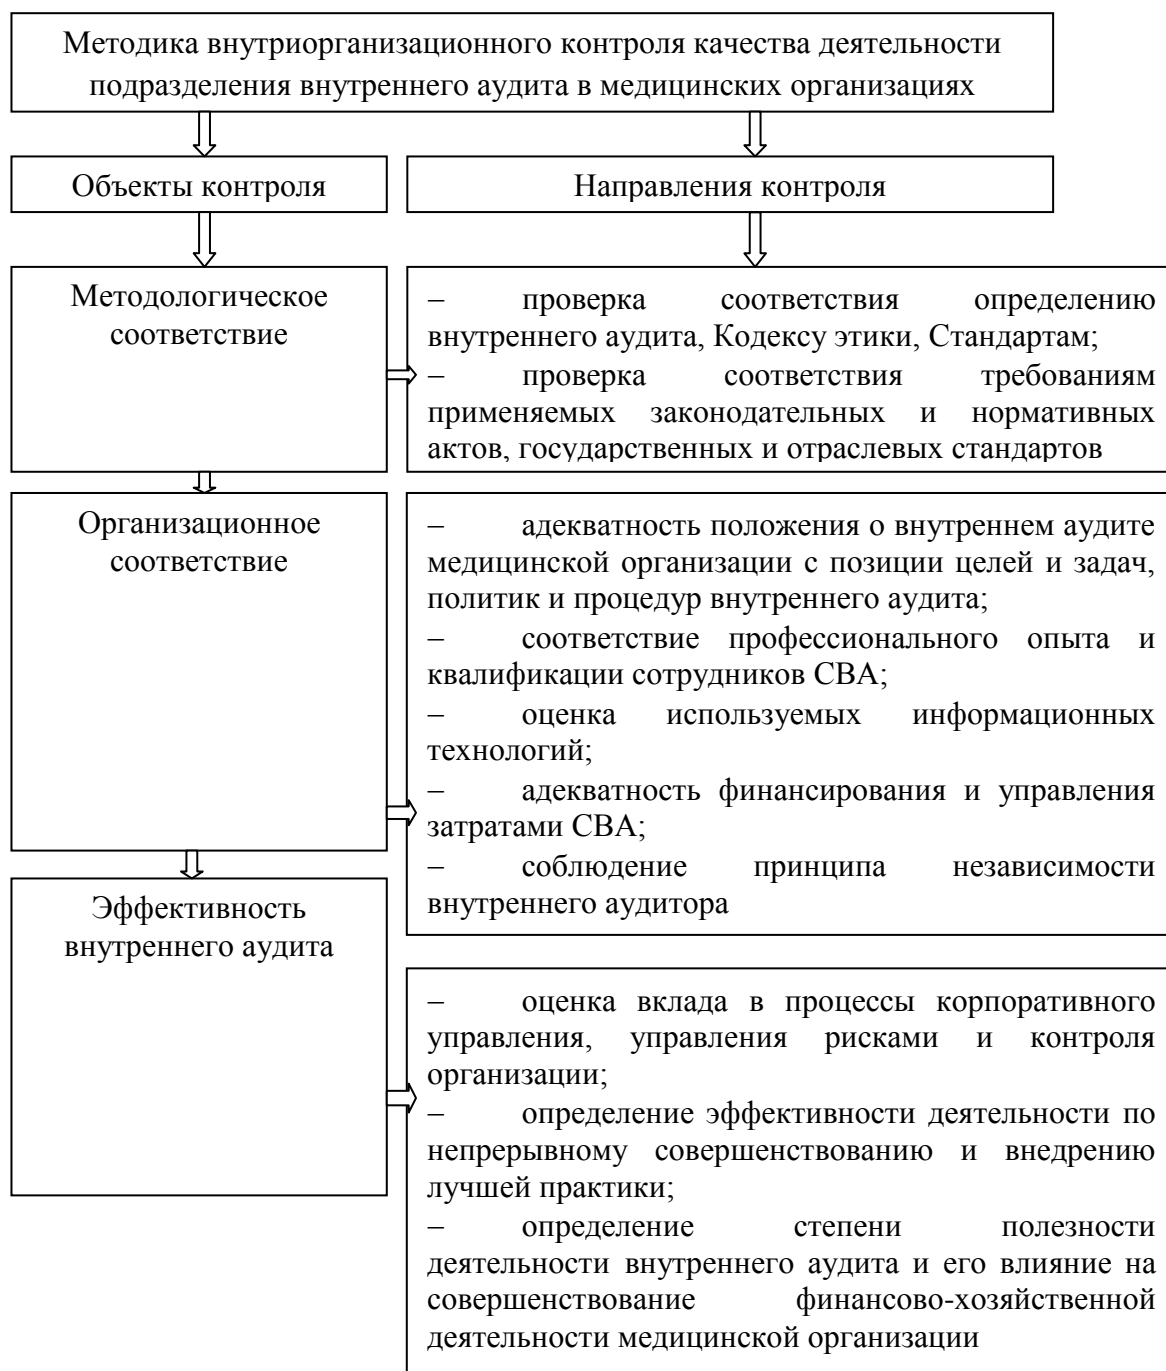 Методика внутриорганизационного контроля качества деятельности
подразделения внутреннего аудита в медицинских организациях
Объекты контроля
Направления контроля
Методологическое
соответствие
– проверка соответствия определению
внутреннего аудита, Кодексу этики, Стандартам;
– проверка соответствия требованиям
применяемых законодательных и нормативных
актов, государственных и отраслевых стандартов
Организационное
соответствие
– адекватность положения о внутреннем аудите
медицинской организации с позиции целей и задач,
политик и процедур внутреннего аудита;
– соответствие профессионального опыта и
квалификации сотрудников СВА;
– оценка используемых информационных
технологий;
– адекватность финансирования и управления
затратами СВА;
– соблюдение принципа независимости
внутреннего аудитора
Эффективность
внутреннего аудита
– оценка вклада в процессы корпоративного
управления, управления рисками и контроля
организации;
– определение эффективности деятельности по
непрерывному совершенствованию и внедрению
лучшей практики;
– определение степени полезности
деятельности внутреннего аудита и его влияние на
совершенствование финансово-хозяйственной
деятельности медицинской организации